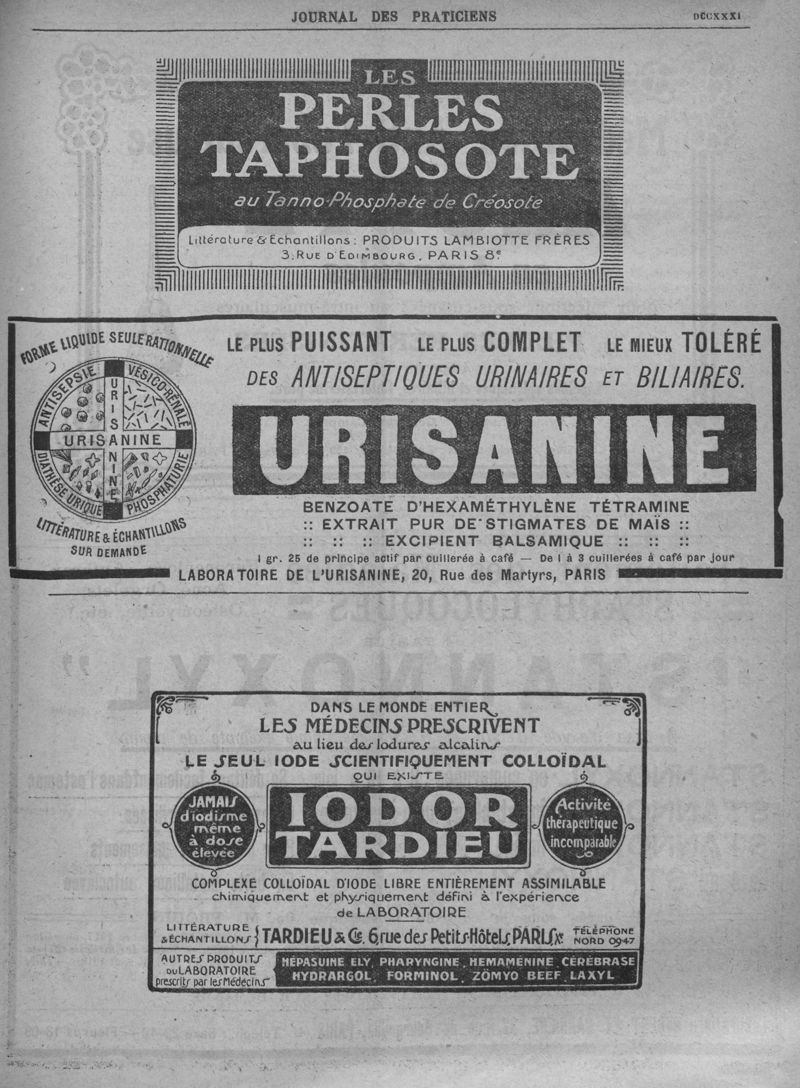 JOURNAL DES PRATICIENS
DCCXXXI
LES
PERLES
TAPHOSOTE
au Tanno-Phosphate de Créosote
Littérature & Echantillons: PRODUITS LAMBIOTTE FRÈRES
3, RUE D'EDIMBOURG, PARIS 8e
FORME LIQUIDE SEULE RATIONNELLE
ANTISEPSIE VÉSICO-RÉNALE
URISANINE
URISANINE
DIATHÈSE URIQUE PHOSPHATURIE
LITTÉRATURE & ÉCHANTILLONS
SUR DEMANDE
LE PLUS PUISSANT LE PLUS COMPLET LE MIEUX TOLÉRÉ
DES ANTISEPTIQUES URINAIRES ET BILIAIRES.
URISANINE
BENZOATE D'HEXAMÉTHYLÈNE TÉTRAMINE
:: EXTRAIT PUR DE STIGMATES DE MAÏS ::
:: :: :: EXCIPIENT BALSAMIQUE :: :: ::
1 gr. 25 de principe actif par cuillerée à café — De 1 à 3 cuillerées à café par jour
LABORATOIRE DE L'URISANINE, 20, Rue des Martyrs, PARIS
DANS LE MONDE ENTIER
LES MÉDECINS PRESCRIVENT
au lieu des Iodures alcalins
LE SEUL IODE SCIENTIFIQUEMENT COLLOÏDAL
QUI EXISTE
JAMAIS
d'iodisme
même
à dose
élevée
IODOR
TARDIEU
Activité
thérapeutique
incomparable
COMPLEXE COLLOÏDAL D'IODE LIBRE ENTIÈREMENT ASSIMILABLE
chimiquement et physiquement défini à l'expérience
de LABORATOIRE
LITTÉRATURE
& ÉCHANTILLONS
TARDIEU & Cie. 6, rue des Petits-Hôtels, PARIS Xe
TÉLÉPHONE
NORD 0947
AUTRES PRODUITS
du LABORATOIRE
prescrits par les Médecins
HÉPASUINE ELY, PHARYNGINE, HEMAMÉNINE, CÉRÉBRASE
HYDRARGOL, FORMINOL, ZÖMYO BEEF, LAXYL